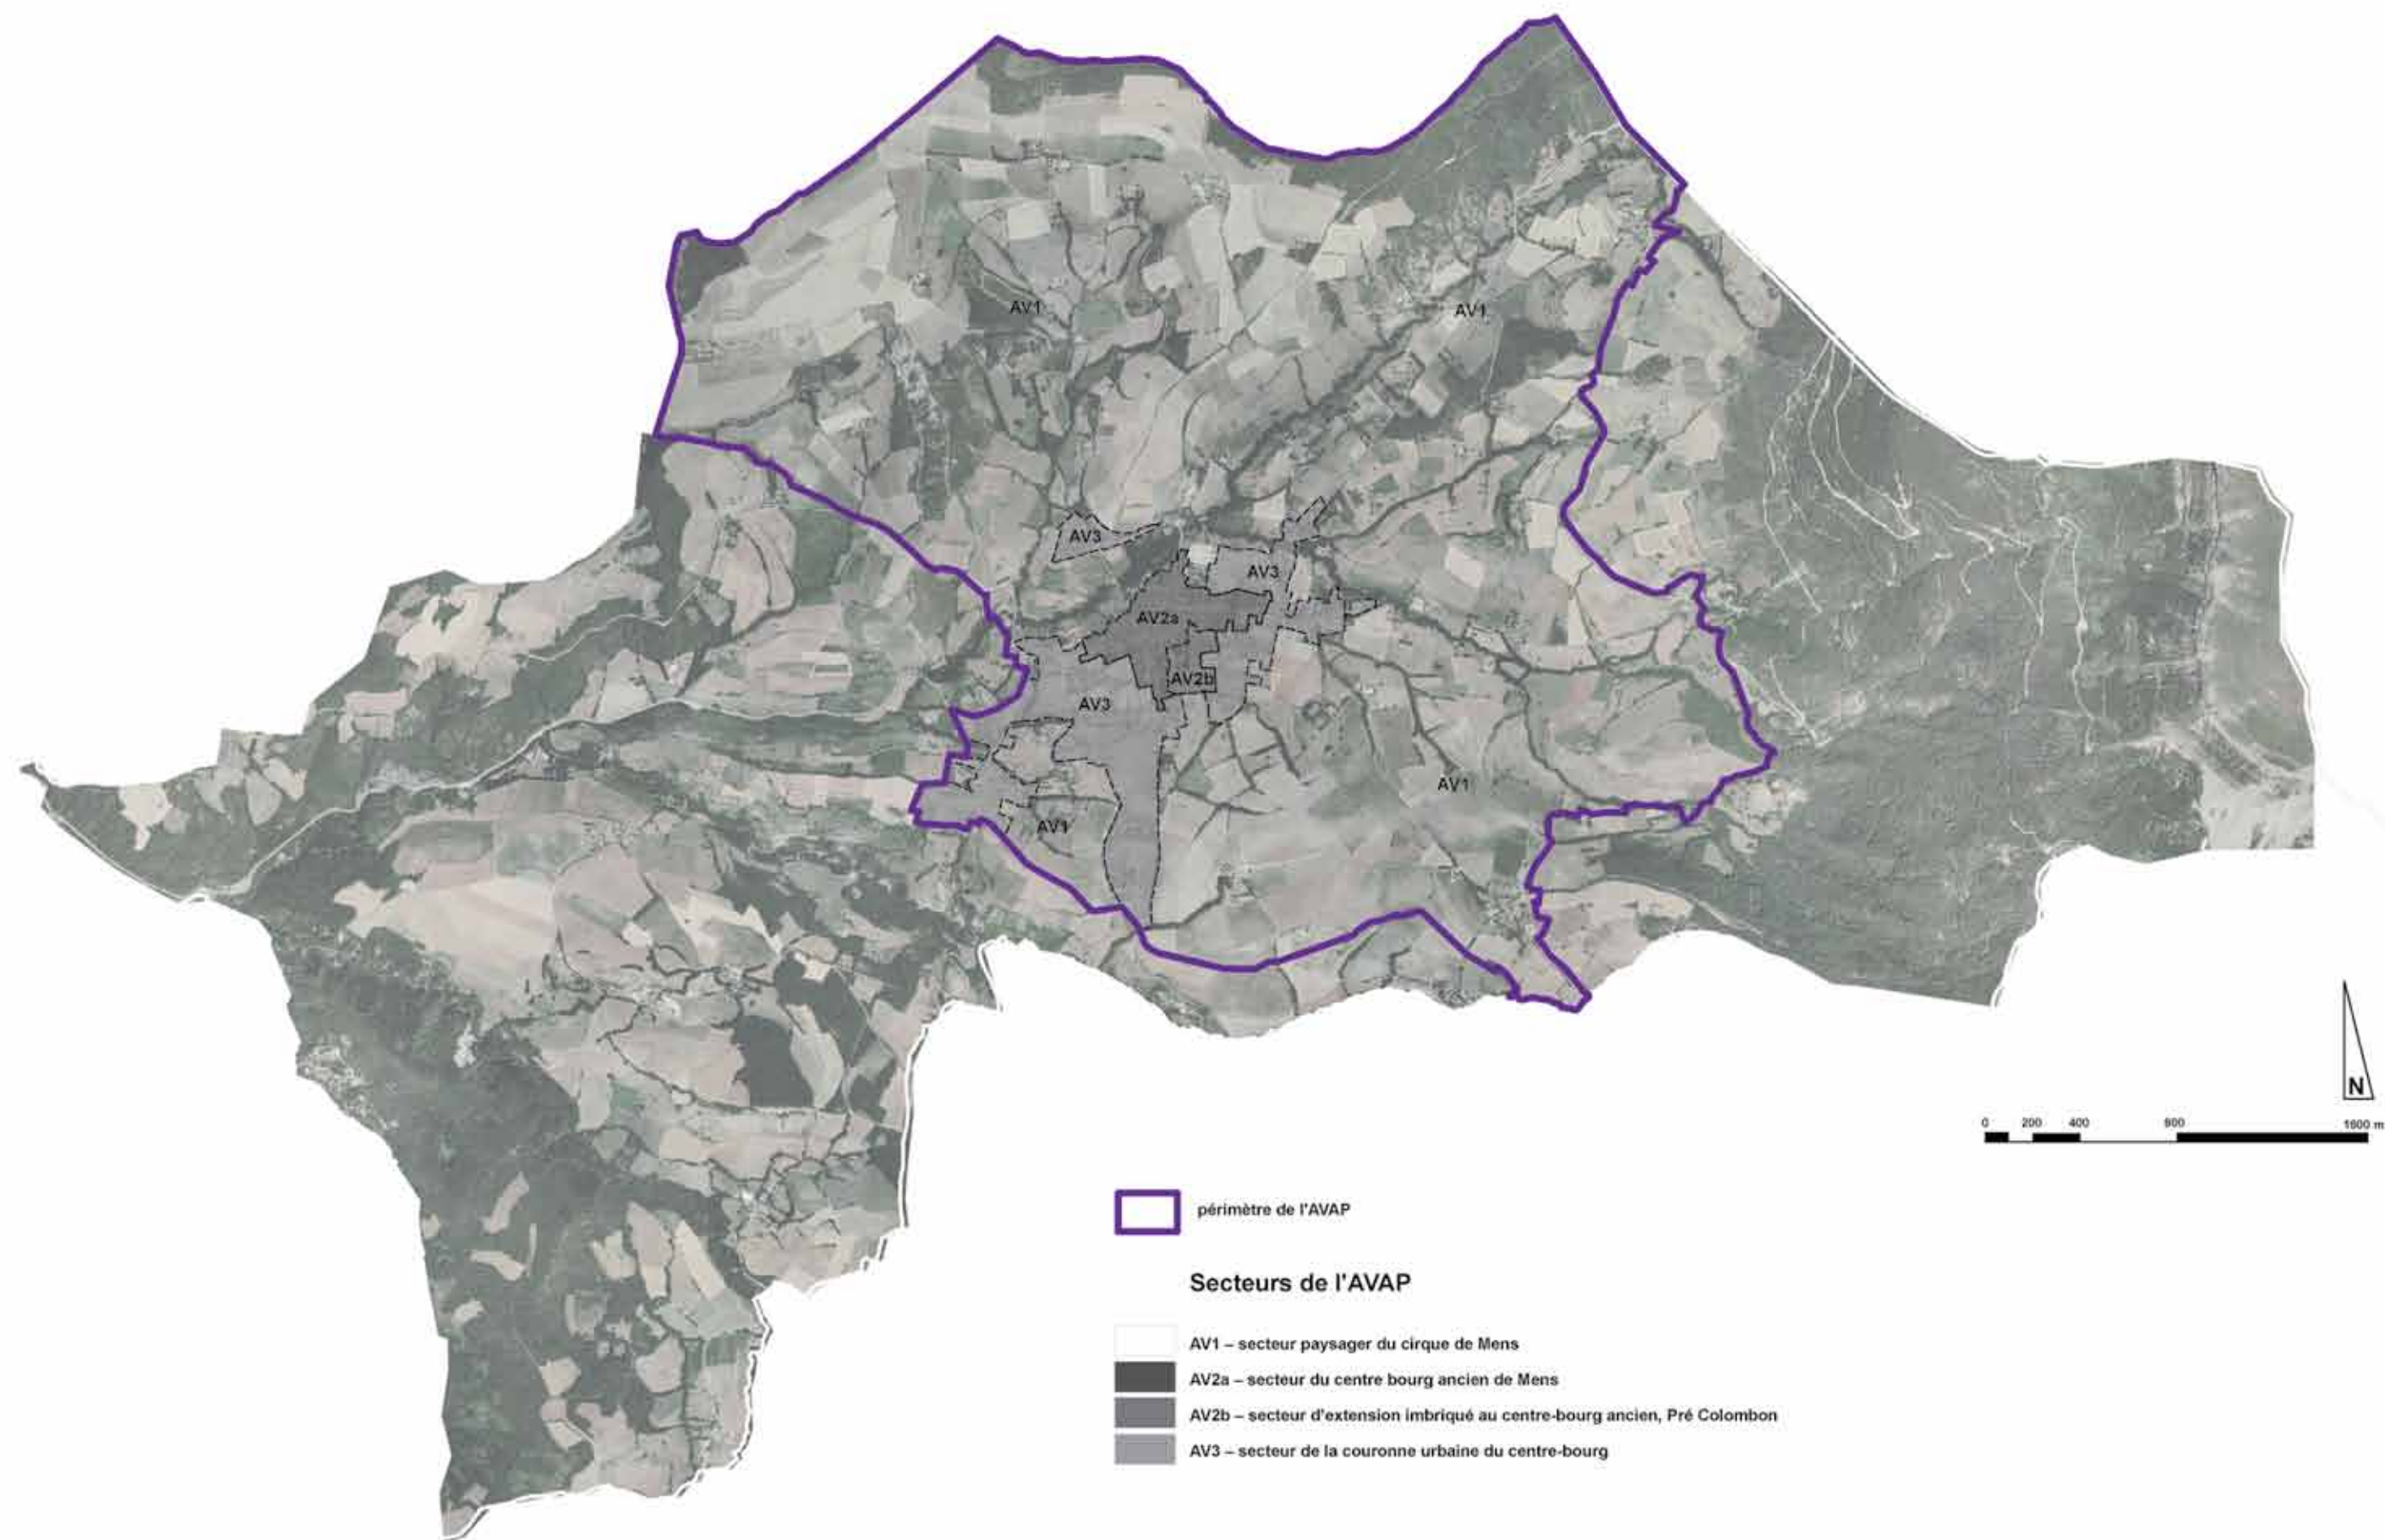 AV1
AV1
AV3
AV3
AV2a
AV2b
AV3
AV1
AV1
N
0 200 400 800 1600 m
périmètre de l'AVAP
Secteurs de l'AVAP
AV1 – secteur paysager du cirque de Mens
AV2a – secteur du centre bourg ancien de Mens
AV2b – secteur d'extension imbriqué au centre-bourg ancien, Pré Colombon
AV3 – secteur de la couronne urbaine du centre-bourg